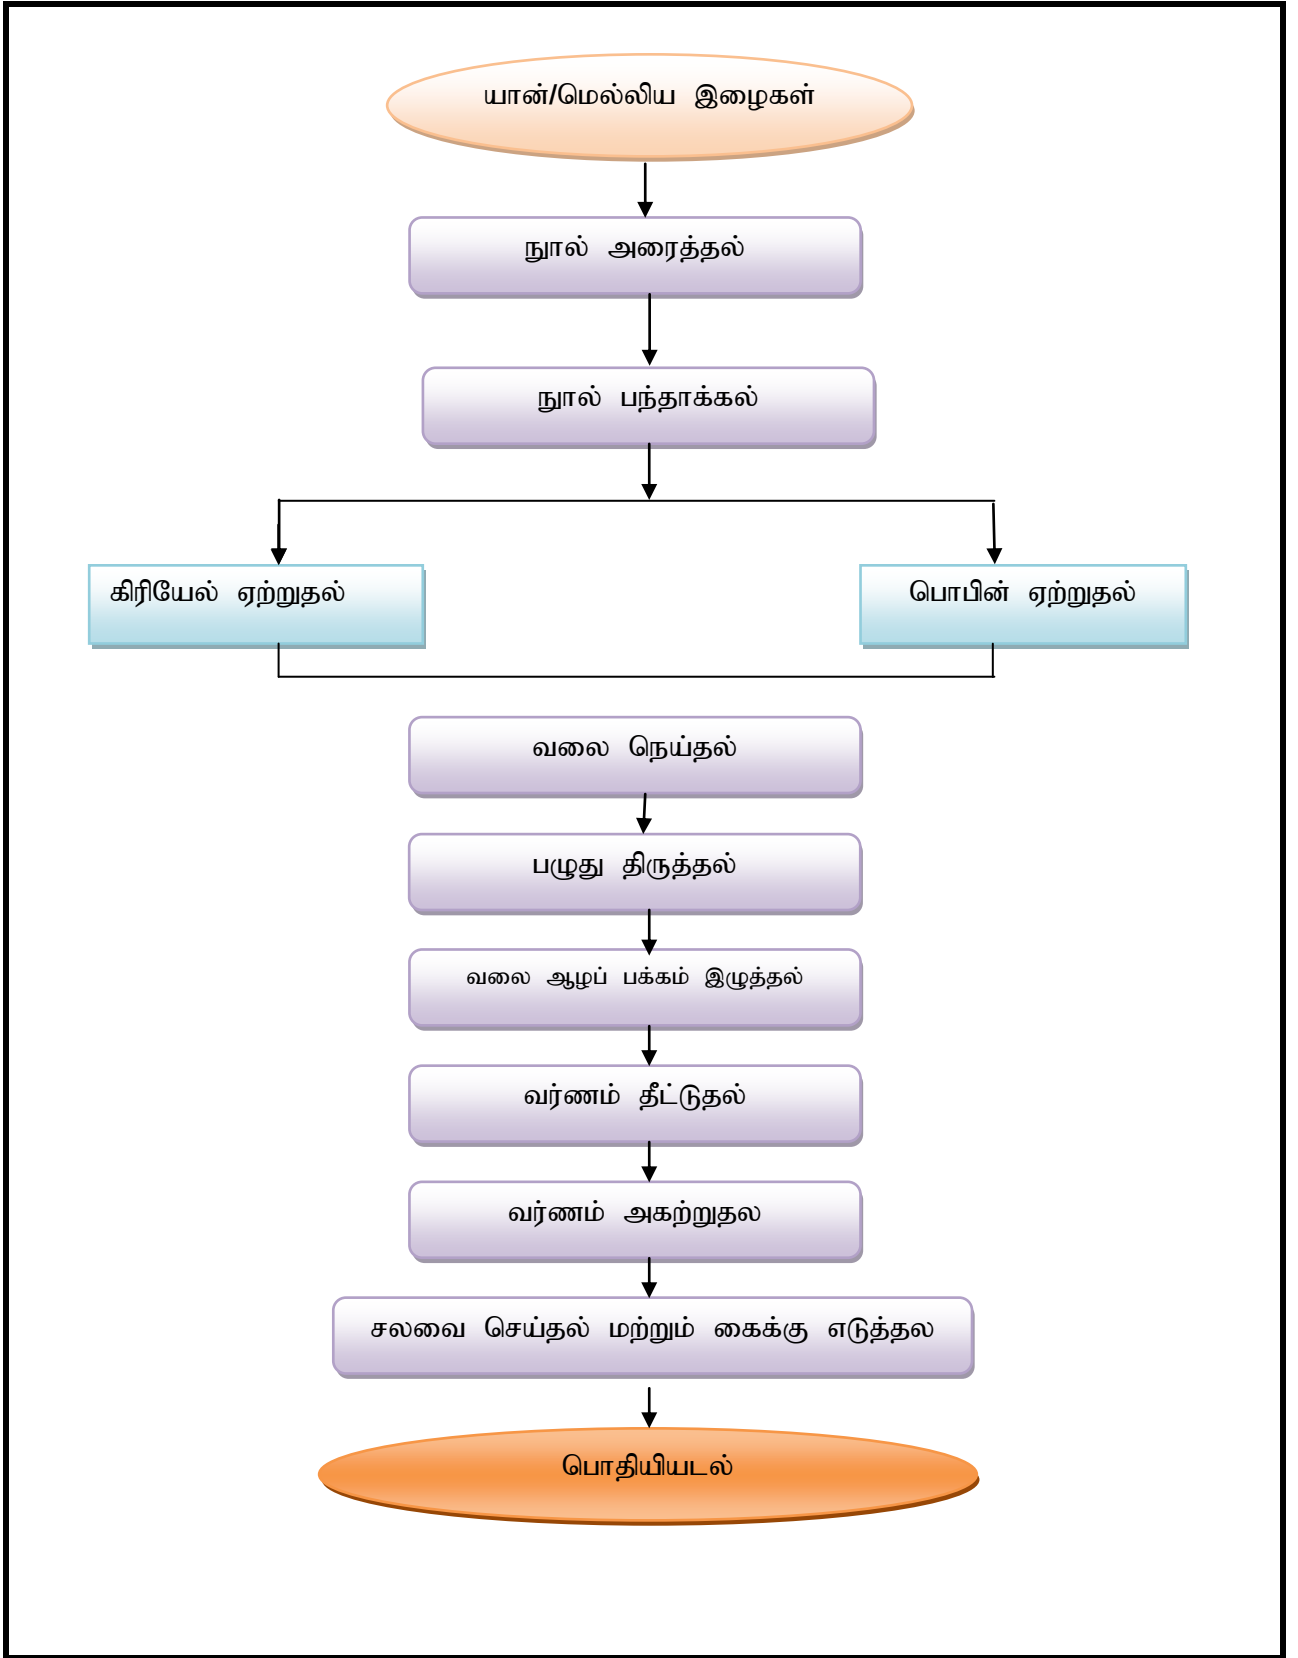 யான்/மெல்லிய இழைகள்
நுால் அரைத்தல்
நுால் பந்தாக்கல்
கிரியேல் ஏற்றுதல்
பொபின் ஏற்றுதல்
வலை நெய்தல்
பழுது திருத்தல்
வலை ஆழப் பக்கம் இழுத்தல்
வர்ணம் தீட்டுதல்
வர்ணம் அகற்றுதல
சலவை செய்தல் மற்றும் கைக்கு எடுத்தல
பொதியியடல்